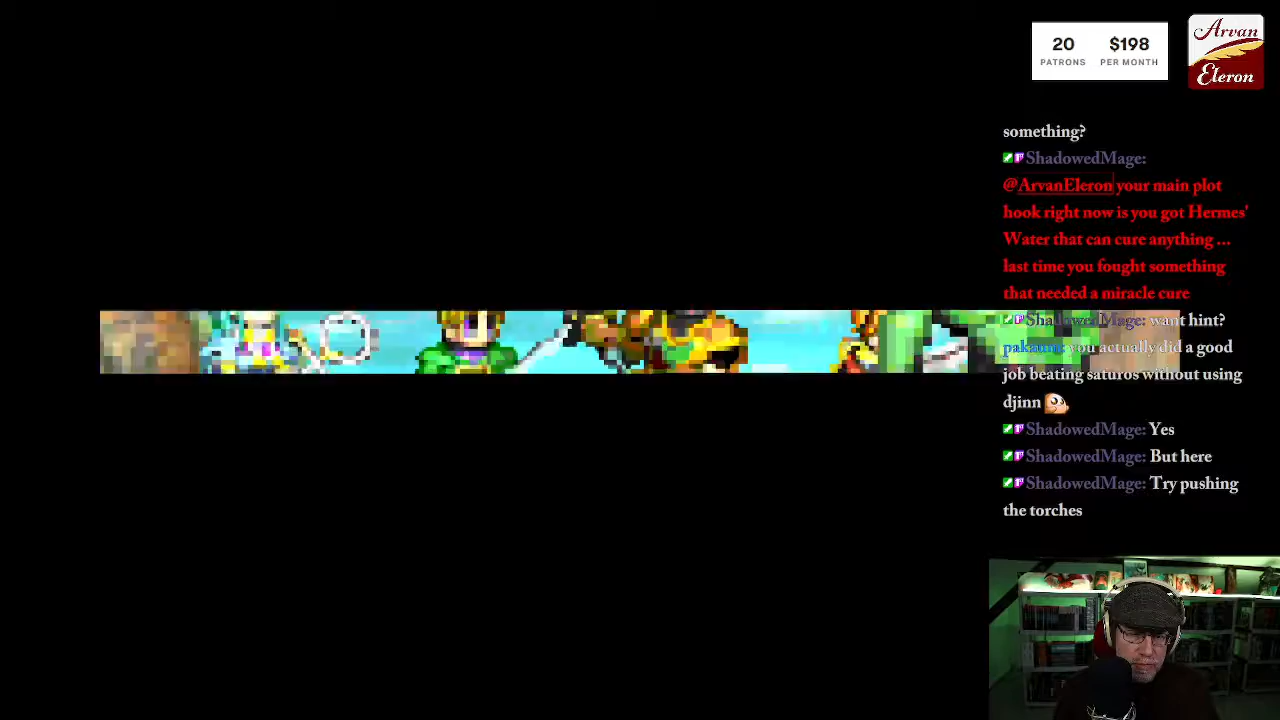 20
$198
PATRONS
PER MONTH
Arvan
Eleron
something?
ShadowedMage:
@ArvanEleron your main plot
hook right now is you got Hermes'
Water that can cure anything ...
last time you fought something
that needed a miracle cure
ShadowedMage: want hint?
pakaume: you actually did a good
job beating saturos without using
djinn
ShadowedMage: Yes
ShadowedMage: But here
ShadowedMage: Try pushing
the torches